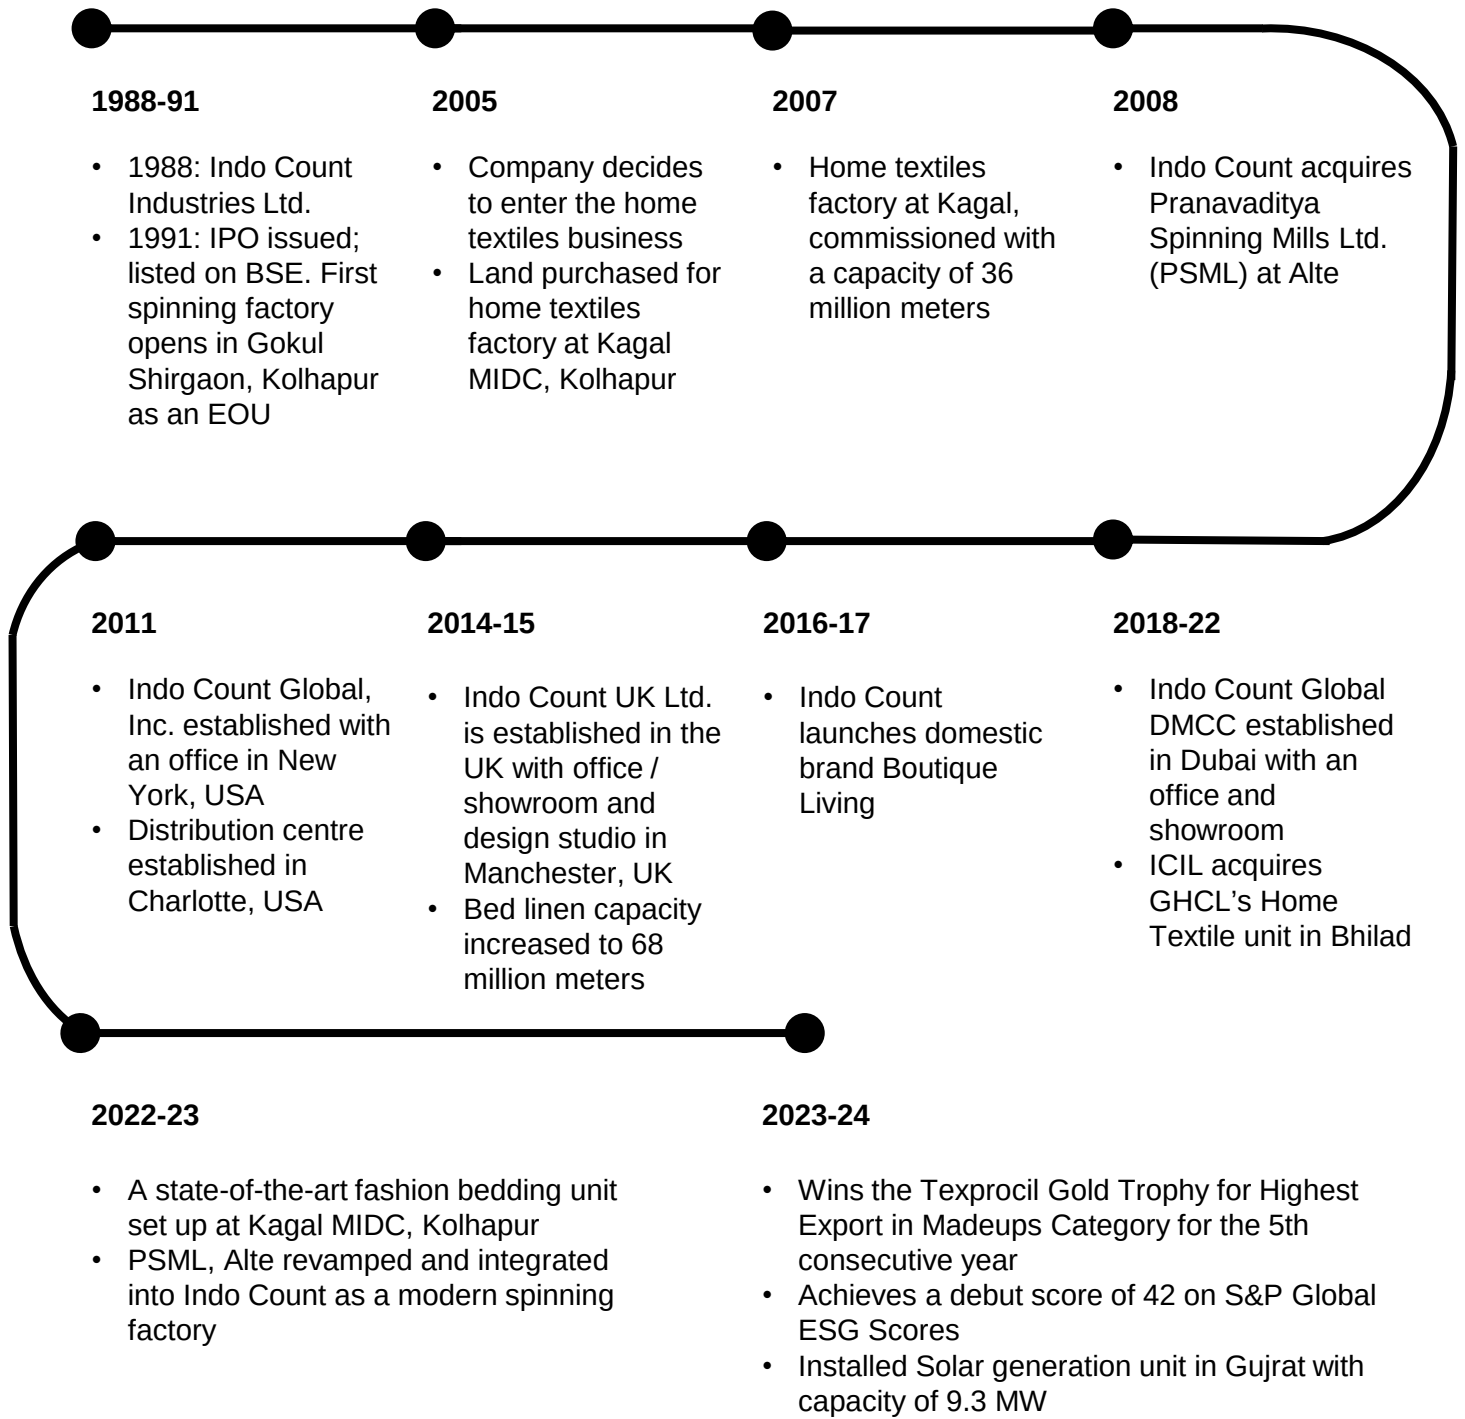 1988-91
• 1988: Indo Count
Industries Ltd.
• 1991: IPO issued;
listed on BSE. First
spinning factory
opens in Gokul
Shirgaon, Kolhapur
as an EOU
2005
• Company decides
to enter the home
textiles business
• Land purchased for
home textiles
factory at Kagal
MIDC, Kolhapur
2007
• Home textiles
factory at Kagal,
commissioned with
a capacity of 36
million meters
2008
• Indo Count acquires
Pranavaditya
Spinning Mills Ltd.
(PSML) at Alte
2011
• Indo Count Global,
Inc. established with
an office in New
York, USA
• Distribution centre
established in
Charlotte, USA
2014-15
• Indo Count UK Ltd.
is established in the
UK with office /
showroom and
design studio in
Manchester, UK
• Bed linen capacity
increased to 68
million meters
2016-17
• Indo Count
launches domestic
brand Boutique
Living
2018-22
• Indo Count Global
DMCC established
in Dubai with an
office and
showroom
• ICIL acquires
GHCL’s Home
Textile unit in Bhilad
2022-23
• A state-of-the-art fashion bedding unit
set up at Kagal MIDC, Kolhapur
• PSML, Alte revamped and integrated
into Indo Count as a modern spinning
factory
2023-24
• Wins the Texprocil Gold Trophy for Highest
Export in Madeups Category for the 5th
consecutive year
• Achieves a debut score of 42 on S&P Global
ESG Scores
• Installed Solar generation unit in Gujrat with
capacity of 9.3 MW